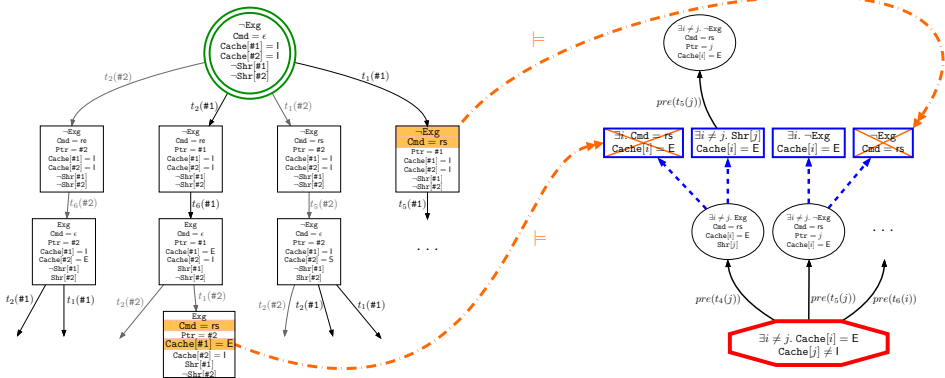 ¬Exg
Cmd = ϵ
Cache[#1] = I
Cache[#2] = I
¬Shr[#1]
¬Shr[#2]
t₂(#2)
t₂(#1)
t₁(#2)
t₁(#1)
¬Exg
Cmd = re
Ptr = #2
Cache[#1] = I
Cache[#2] = I
¬Shr[#1]
¬Shr[#2]
¬Exg
Cmd = re
Ptr = #1
Cache[#1] = I
Cache[#2] = I
¬Shr[#1]
¬Shr[#2]
¬Exg
Cmd = rs
Ptr = #2
Cache[#1] = I
Cache[#2] = I
¬Shr[#1]
¬Shr[#2]
¬Exg
Cmd = rs
Ptr = #1
Cache[#1] = I
Cache[#2] = I
¬Shr[#1]
¬Shr[#2]
t₆(#2)
t₆(#1)
t₅(#2)
t₅(#1)
Exg
Cmd = ϵ
Ptr = #2
Cache[#1] = I
Cache[#2] = E
¬Shr[#1]
Shr[#2]
Exg
Cmd = ϵ
Ptr = #1
Cache[#1] = E
Cache[#2] = I
Shr[#1]
¬Shr[#2]
¬Exg
Cmd = ϵ
Ptr = #2
Cache[#1] = I
Cache[#2] = S
¬Shr[#1]
Shr[#2]
. . .
t₂(#1)
t₁(#2)
t₂(#2)
t₁(#2)
t₂(#2)
t₂(#1)
t₁(#1)
Exg
Cmd = rs
Ptr = #2
Cache[#1] = E
Cache[#2] = I
Shr[#1]
¬Shr[#2]
⊨
⊨
∃i ≠ j. ¬Exg
Cmd = rs
Ptr = j
Cache[i] = E
pre(t₅(j))
∃i. Cmd = rs
Cache[i] = E
∃i ≠ j. Shr[j]
Cache[i] = E
∃i. ¬Exg
Cache[i] = E
¬Exg
Cmd = rs
∃i ≠ j. Exg
Cmd = rs
Cache[i] = E
Shr[j]
∃i ≠ j. ¬Exg
Cmd = rs
Ptr = j
Cache[i] = E
. . .
pre(t₄(j))
pre(t₅(j))
pre(t₆(i))
∃i ≠ j. Cache[i] = E
Cache[j] ≠ I